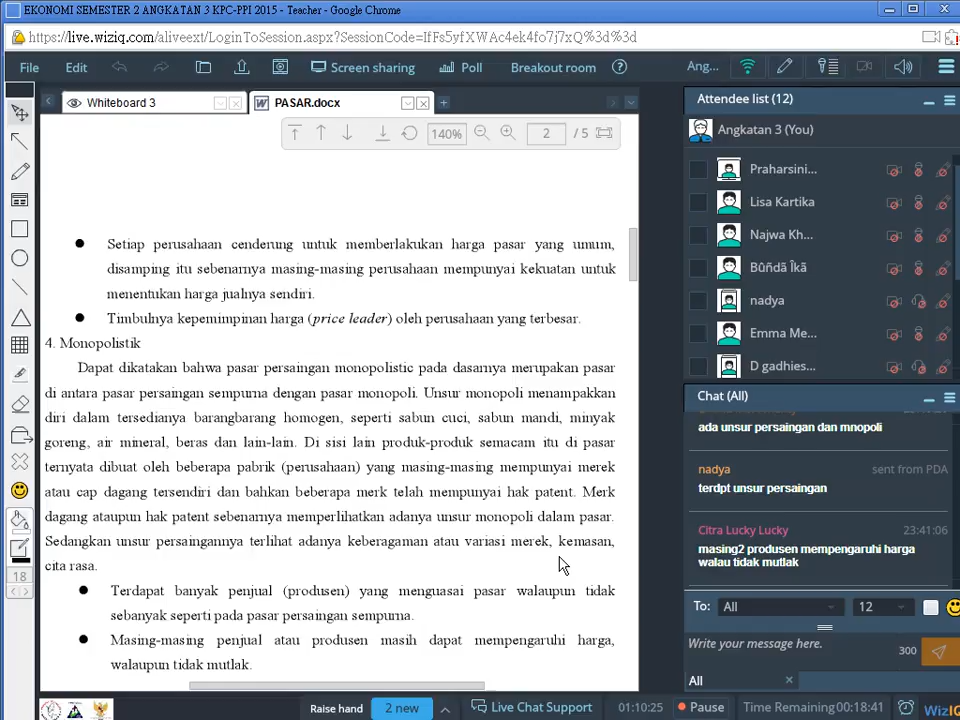 EKONOMI SEMESTER 2 ANGKATAN 3 KPC-PPI 2015 - Teacher - Google Chrome
https://live.wiziq.com/aliveext/LoginToSession.aspx?SessionCode=IfFs5yfXWAc4ek4fo7j7xQ%3d%3d
File Edit Screen sharing Poll Breakout room Ang...
Whiteboard 3 PASAR.docx
140% 2 / 5
Setiap perusahaan cenderung untuk memberlakukan harga pasar yang umum,
disamping itu sebenarnya masing-masing perusahaan mempunyai kekuatan untuk
menentukan harga jualnya sendiri.
Timbulnya kepemimpinan harga (price leader) oleh perusahaan yang terbesar.
4. Monopolistik
Dapat dikatakan bahwa pasar persaingan monopolistic pada dasarnya merupakan pasar
di antara pasar persaingan sempurna dengan pasar monopoli. Unsur monopoli menampakkan
diri dalam tersedianya barangbarang homogen, seperti sabun cuci, sabun mandi, minyak
goreng, air mineral, beras dan lain-lain. Di sisi lain produk-produk semacam itu di pasar
ternyata dibuat oleh beberapa pabrik (perusahaan) yang masing-masing mempunyai merek
atau cap dagang tersendiri dan bahkan beberapa merk telah mempunyai hak patent. Merk
dagang ataupun hak patent sebenarnya memperlihatkan adanya unsur monopoli dalam pasar.
Sedangkan unsur persaingannya terlihat adanya keberagaman atau variasi merek, kemasan,
cita rasa.
Terdapat banyak penjual (produsen) yang menguasai pasar walaupun tidak
sebanyak seperti pada pasar persaingan sempurna.
Masing-masing penjual atau produsen masih dapat mempengaruhi harga,
walaupun tidak mutlak.
18
Attendee list (12)
Angkatan 3 (You)
Praharsini...
Lisa Kartika
Najwa Kh...
Bûñdã Îkã
nadya
Emma Me...
D gadhies...
Chat (All)
ada unsur persaingan dan mnopoli
nadya sent from PDA
terdpt unsur persaingan
Citra Lucky Lucky 23:41:06
masing2 produsen mempengaruhi harga
walau tidak mutlak
To: All 12
Write your message here. 300
All
Raise hand 2 new Live Chat Support 01:10:25 Pause Time Remaining 00:18:41 WizIQ